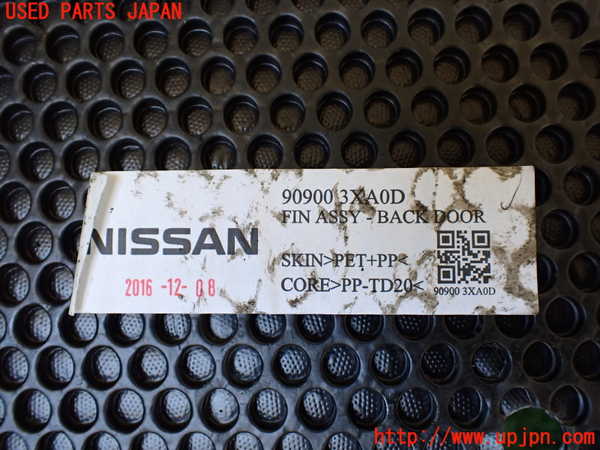 USED PARTS JAPAN
90900 3XA0D
FIN ASSY - BACK DOOR
NISSAN
SKIN>PET+PP<
2016 -12- 08
CORE>PP-TD20<
90900 3XA0D
http://www.upjpn.com/